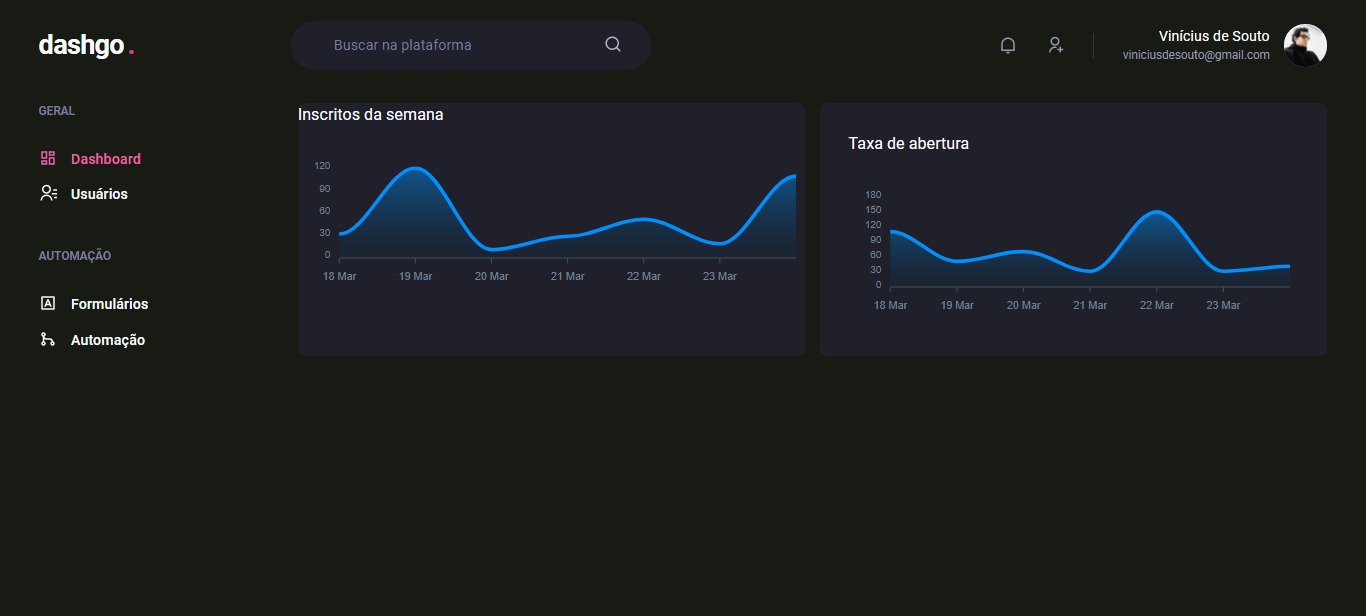 dashgo .
Buscar na plataforma
Vinícius de Souto
viniciusdesouto@gmail.com
GERAL
Dashboard
Usuários
AUTOMAÇÃO
Formulários
Automação
Inscritos da semana
120
90
60
30
0
18 Mar 19 Mar 20 Mar 21 Mar 22 Mar 23 Mar
Taxa de abertura
180
150
120
90
60
30
0
18 Mar 19 Mar 20 Mar 21 Mar 22 Mar 23 Mar